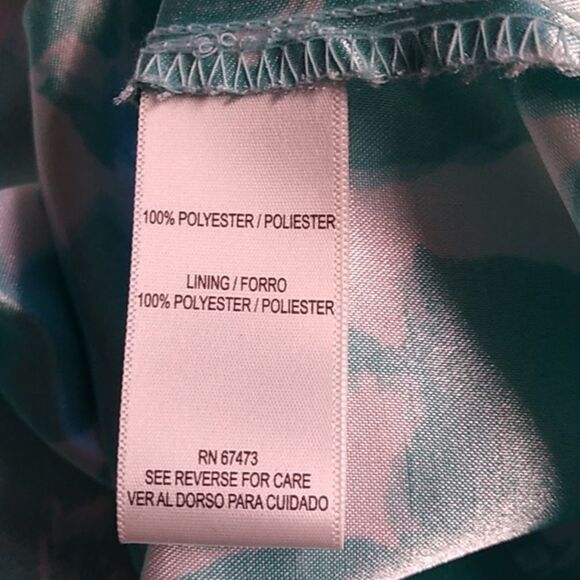 100% POLYESTER / POLIESTER
LINING / FORRO
100% POLYESTER / POLIESTER
RN 67473
SEE REVERSE FOR CARE
VER AL DORSO PARA CUIDADO